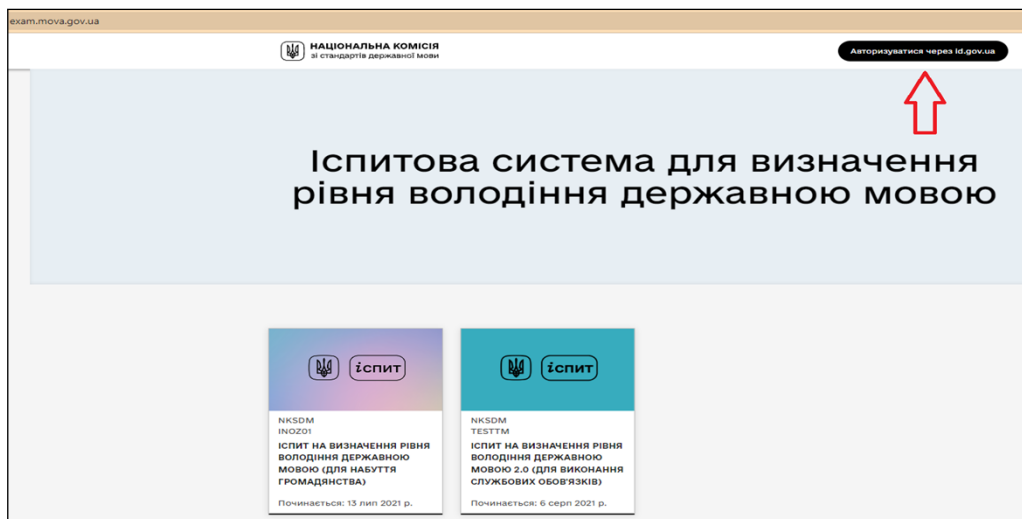 exam.mova.gov.ua
НАЦІОНАЛЬНА КОМІСІЯ
зі стандартів державної мови
Авторизуватися через id.gov.ua
Іспитова система для визначення
рівня володіння державною мовою
іспит
NKSDM
INOZ01
ІСПИТ НА ВИЗНАЧЕННЯ РІВНЯ
ВОЛОДІННЯ ДЕРЖАВНОЮ
МОВОЮ (ДЛЯ НАБУТТЯ
ГРОМАДЯНСТВА)
Починається: 13 лип 2021 р.
іспит
NKSDM
TESTTM
ІСПИТ НА ВИЗНАЧЕННЯ РІВНЯ
ВОЛОДІННЯ ДЕРЖАВНОЮ
МОВОЮ 2.0 (ДЛЯ ВИКОНАННЯ
СЛУЖБОВИХ ОБОВ'ЯЗКІВ)
Починається: 6 серп 2021 р.